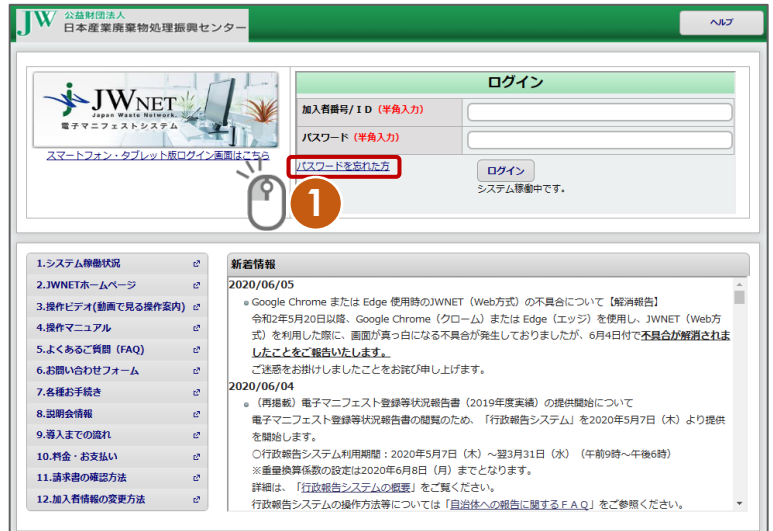 JW 公益財団法人
日本産業廃棄物処理振興センター
ヘルプ
JWNET
Japan Waste Network.
電子マニフェストシステム
スマートフォン・タブレット版ログイン画面はこちら
ログイン
加入者番号/ＩＤ（半角入力）
パスワード（半角入力）
パスワードを忘れた方
ログイン
システム稼働中です。
1
1.システム稼働状況
2.JWNETホームページ
3.操作ビデオ(動画で見る操作案内)
4.操作マニュアル
5.よくあるご質問（FAQ）
6.お問い合わせフォーム
7.各種お手続き
8.説明会情報
9.導入までの流れ
10.料金・お支払い
11.請求書の確認方法
12.加入者情報の変更方法
新着情報
2020/06/05
Google Chrome または Edge 使用時のJWNET（Web方式）の不具合について【解消報告】
令和2年5月20日以降、Google Chrome（クローム）または Edge（エッジ）を使用し、JWNET（Web方
式）を利用した際に、画面が真っ白になる不具合が発生しておりましたが、6月4日付で不具合が解消されま
したことをご報告いたします。
ご迷惑をお掛けしましたことをお詫び申し上げます。
2020/06/04
（再掲載）電子マニフェスト登録等状況報告書（2019年度実績）の提供開始について
電子マニフェスト登録等状況報告書の閲覧のため、「行政報告システム」を2020年5月7日（木）より提供
を開始します。
○行政報告システム利用期間：2020年5月7日（木）～翌3月31日（水）（午前9時～午後6時）
※重量換算係数の設定は2020年6月8日（月）までとなります。
詳細は、「行政報告システムの概要」をご覧ください。
行政報告システムの操作方法等については「自治体への報告に関するＦＡＱ」をご参照ください。